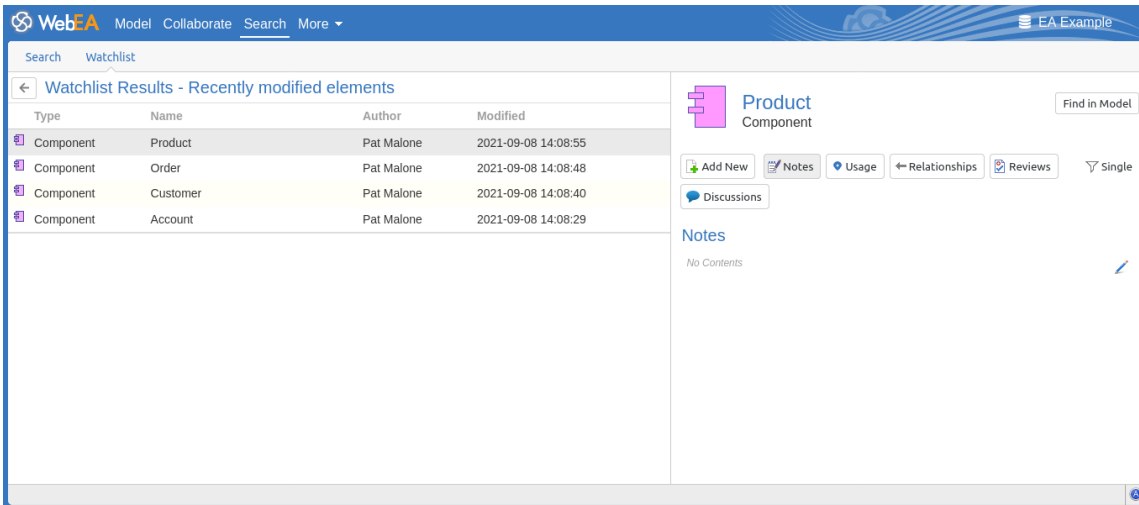 WebEA Model Collaborate Search More EA Example
Search Watchlist
Watchlist Results - Recently modified elements
Type Name Author Modified
Component Product Pat Malone 2021-09-08 14:08:55
Component Order Pat Malone 2021-09-08 14:08:48
Component Customer Pat Malone 2021-09-08 14:08:40
Component Account Pat Malone 2021-09-08 14:08:29
Product
Component
Find in Model
Add New Notes Usage Relationships Reviews Single
Discussions
Notes
No Contents